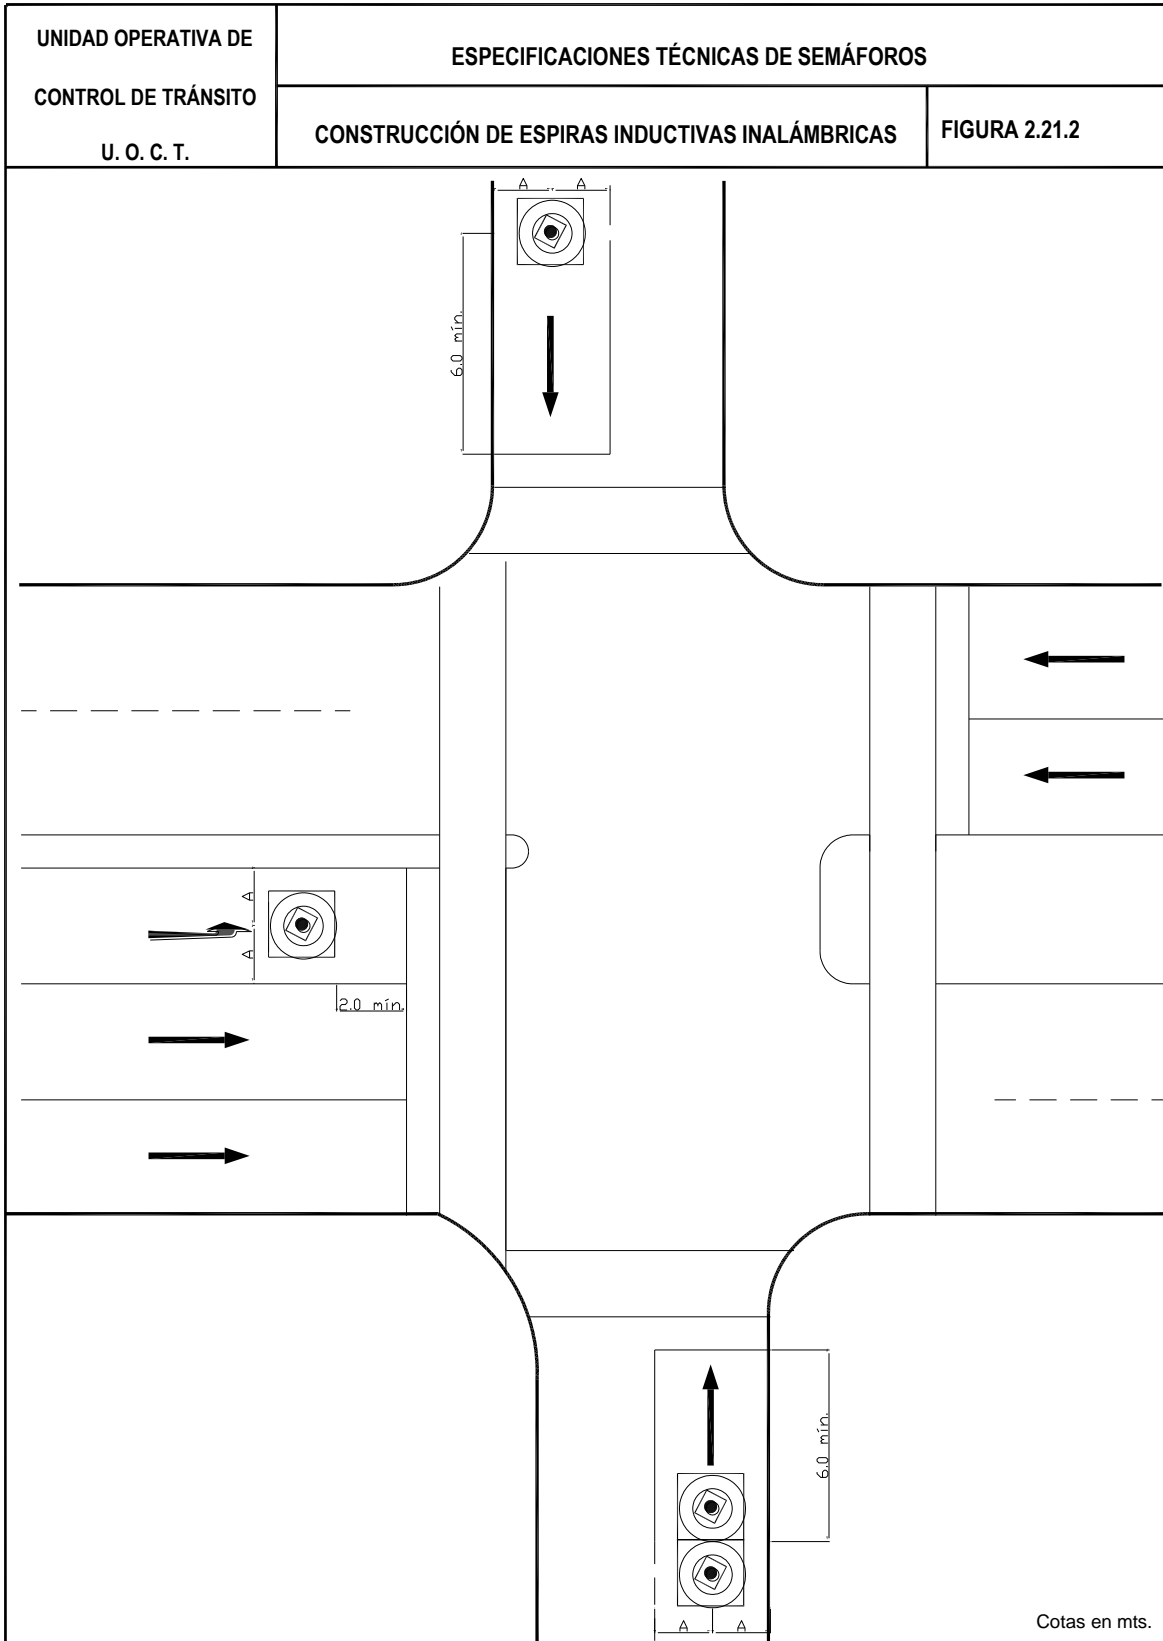 UNIDAD OPERATIVA DE
CONTROL DE TRÁNSITO
U. O. C. T.
ESPECIFICACIONES TÉCNICAS DE SEMÁFOROS
CONSTRUCCIÓN DE ESPIRAS INDUCTIVAS INALÁMBRICAS
FIGURA 2.21.2
A A
6.0 mín.
A
A
2.0 mín.
6.0 mín.
A A
Cotas en mts.